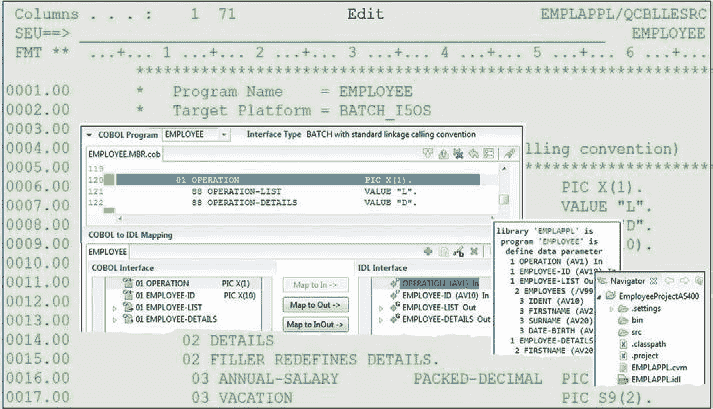 Columns . . . :    1  71    Edit    EMPLAPPL/QCBLLESRC
SEU==>    EMPLOYEE
FMT **  ...+... 1 ...+... 2 ...+... 3 ...+... 4 ...+... 5 ...+... 6 ...+...
0001.00    *  Program Name    = EMPLOYEE
0002.00    *  Target Platform = BATCH_I5OS
0003.00
0004.00    lling convention)
0005.00
0006.00    PIC X(1).
0007.00    VALUE "L".
0008.00    "D".
0009.00    0).
0010.00
0011.00
0012.00
0013.00
0014.00    02 DETAILS
0015.00    02 FILLER REDEFINES DETAILS.
0016.00    03 ANNUAL-SALARY    PACKED-DECIMAL  PIC
0017.00    03 VACATION    PIC S9(2).
COBOL Program EMPLOYEE    Interface Type  BATCH with standard linkage calling convention
EMPLOYEE.MBR.cob
119
120    01 OPERATION    PIC X(1).
121    88 OPERATION-LIST    VALUE "L".
122    88 OPERATION-DETAILS    VALUE "D".
COBOL to IDL Mapping
EMPLOYEE
COBOL Interface
01 OPERATION    PIC X(1)
01 EMPLOYEE-ID    PIC X(10)
01 EMPLOYEE-LIST
01 EMPLOYEE-DETAILS
Map to In ->
Map to Out ->
Map to InOut ->
IDL Interface
OPERATION (AV1) In
EMPLOYEE-ID (AV10) In
EMPLOYEE-LIST Out
EMPLOYEE-DETAILS Out
library 'EMPLAPPL' is
program 'EMPLOYEE' is
define data parameter
1 OPERATION (AV1) In
1 EMPLOYEE-ID (AV10) In
1 EMPLOYEE-LIST Out
2 EMPLOYEES (/V99
3 IDENT (AV10)
3 FIRSTNAME (AV2
3 SURNAME (AV20)
3 DATE-BIRTH (AV
1 EMPLOYEE-DETAILS
2 FIRSTNAME (AV2
Navigator
EmployeeProjectAS400
.settings
bin
src
.classpath
.project
EMPLAPPL.cvm
EMPLAPPL.idl